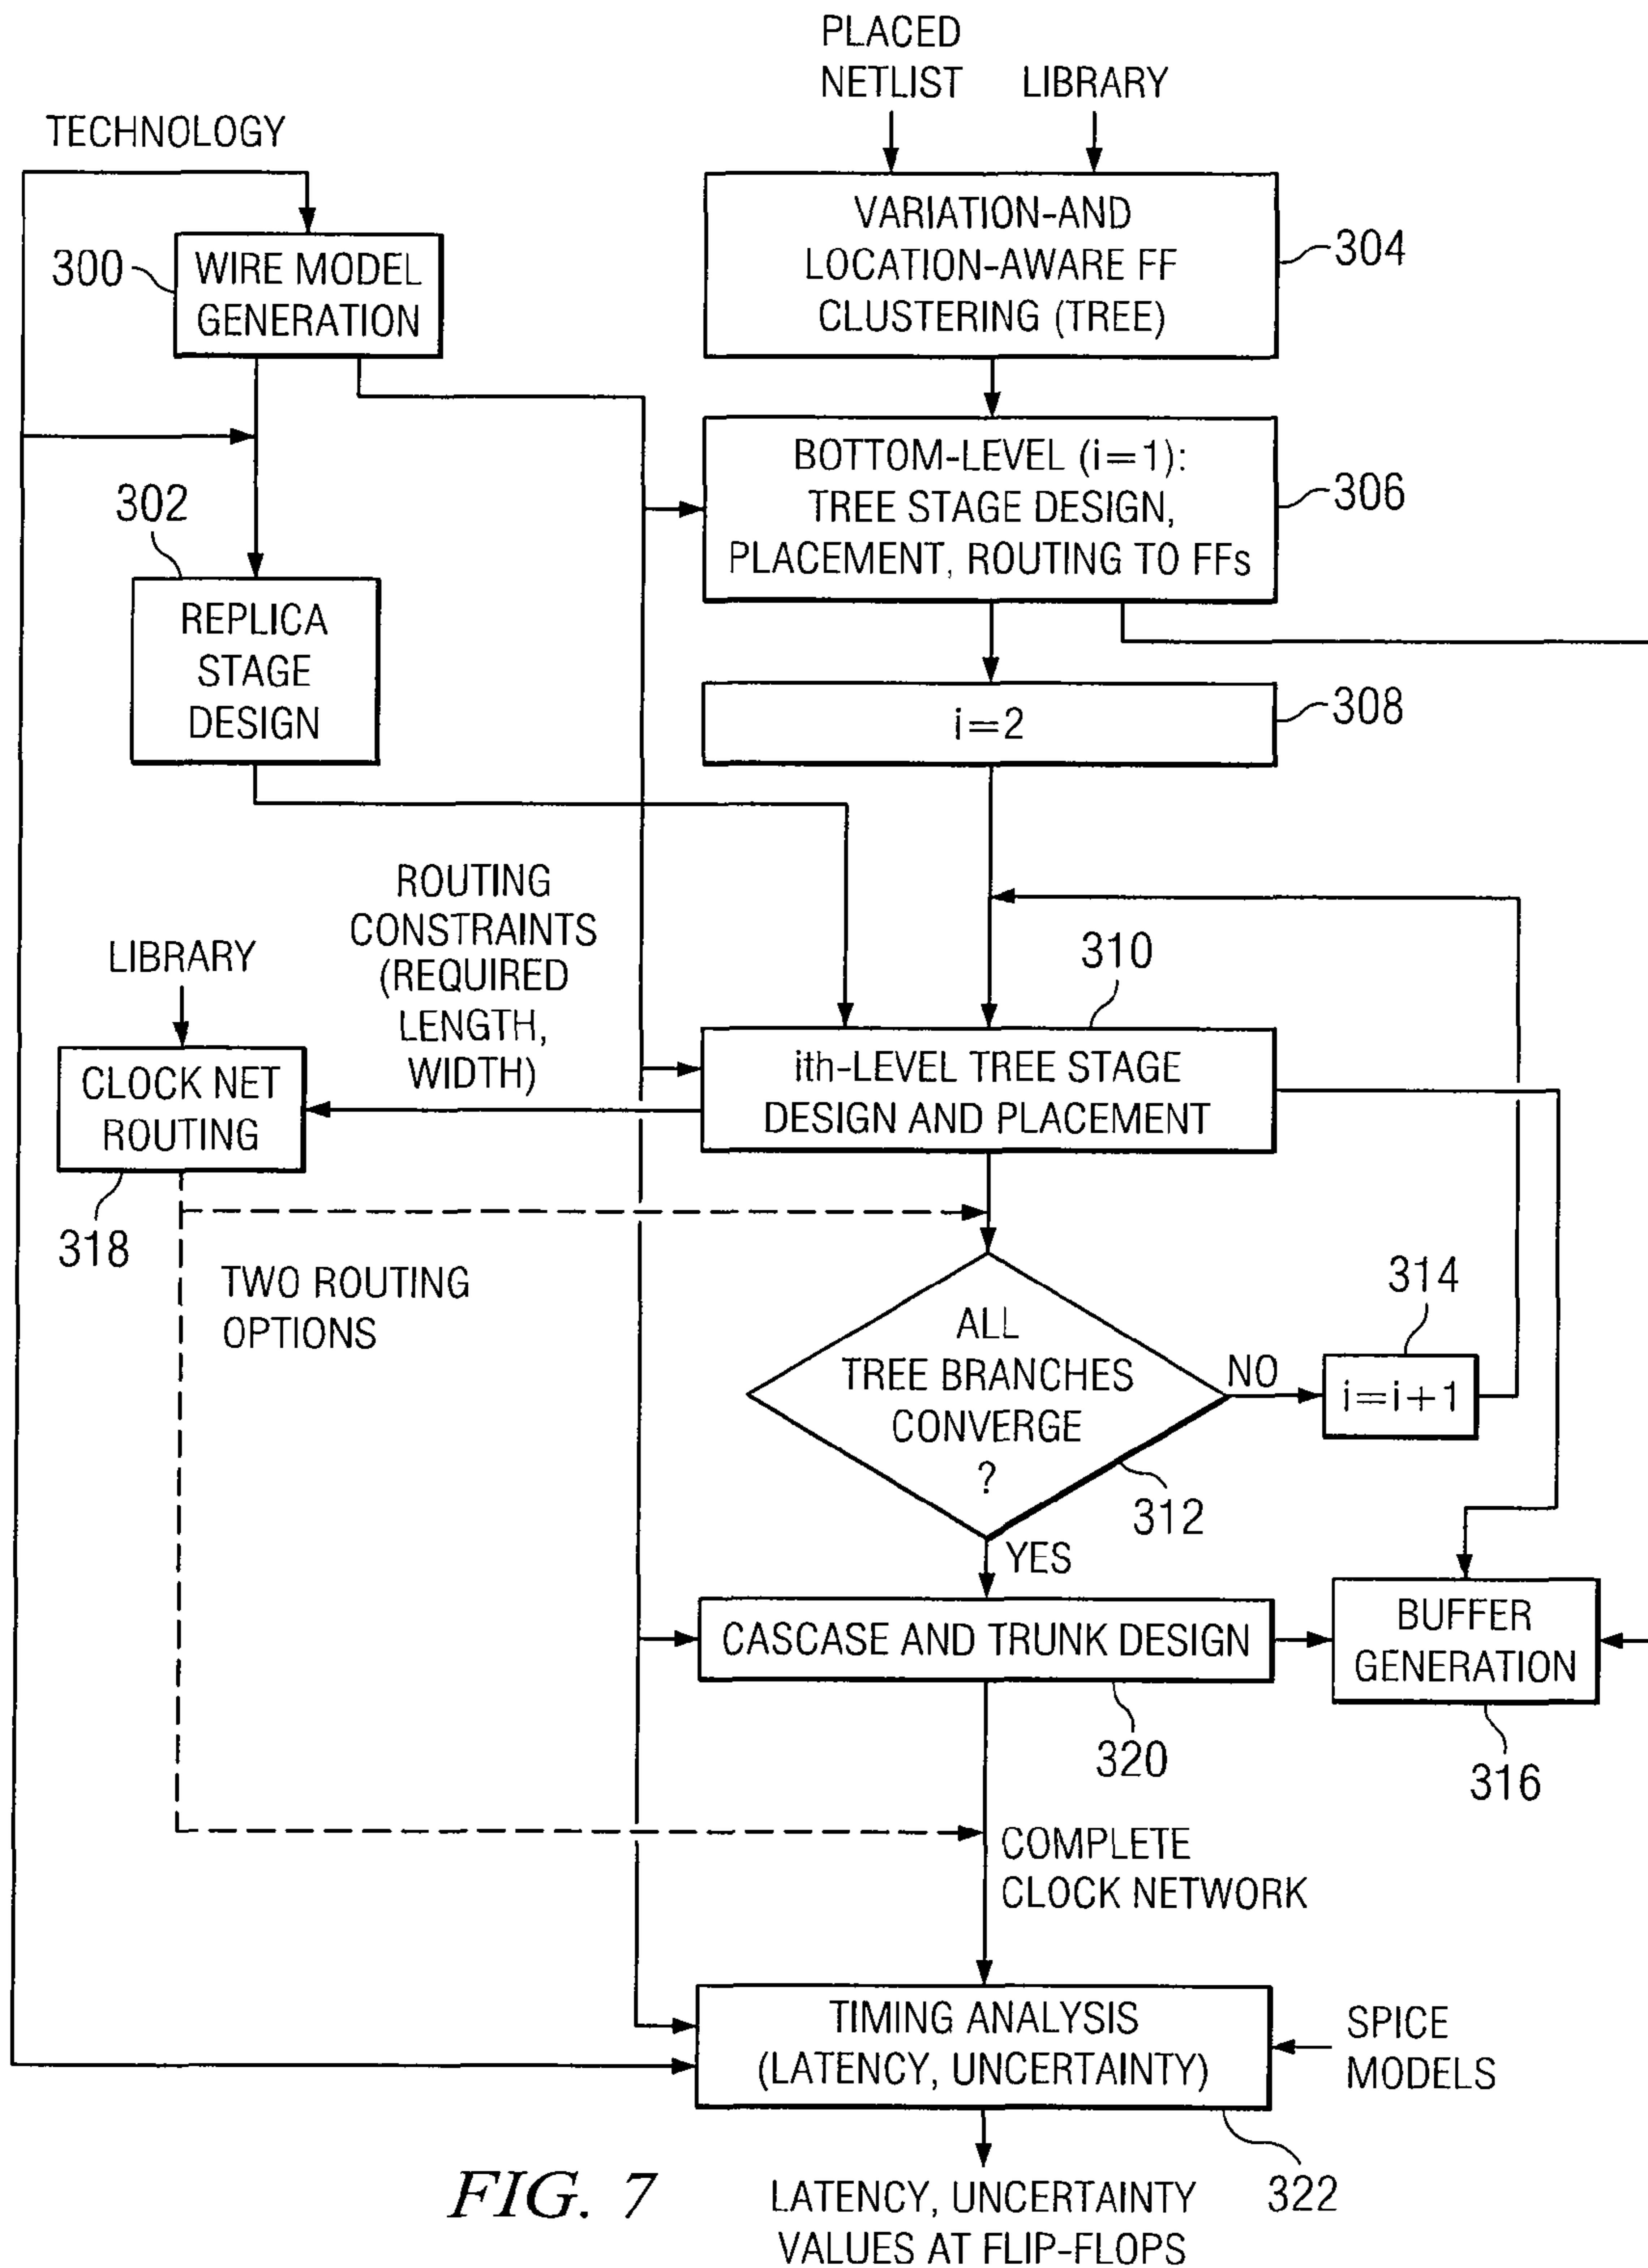 PLACED
NETLIST
LIBRARY
TECHNOLOGY
300
WIRE MODEL
GENERATION
VARIATION-AND
LOCATION-AWARE FF
CLUSTERING (TREE)
304
BOTTOM-LEVEL (i=1):
TREE STAGE DESIGN,
PLACEMENT, ROUTING TO FFs
306
302
REPLICA
STAGE
DESIGN
i=2
308
ROUTING
CONSTRAINTS
(REQUIRED
LENGTH,
WIDTH)
LIBRARY
CLOCK NET
ROUTING
318
310
ith-LEVEL TREE STAGE
DESIGN AND PLACEMENT
TWO ROUTING
OPTIONS
ALL
TREE BRANCHES
CONVERGE
?
312
NO
314
i=i+1
YES
CASCASE AND TRUNK DESIGN
320
BUFFER
GENERATION
316
COMPLETE
CLOCK NETWORK
TIMING ANALYSIS
(LATENCY, UNCERTAINTY)
322
SPICE
MODELS
LATENCY, UNCERTAINTY
VALUES AT FLIP-FLOPS
FIG. 7